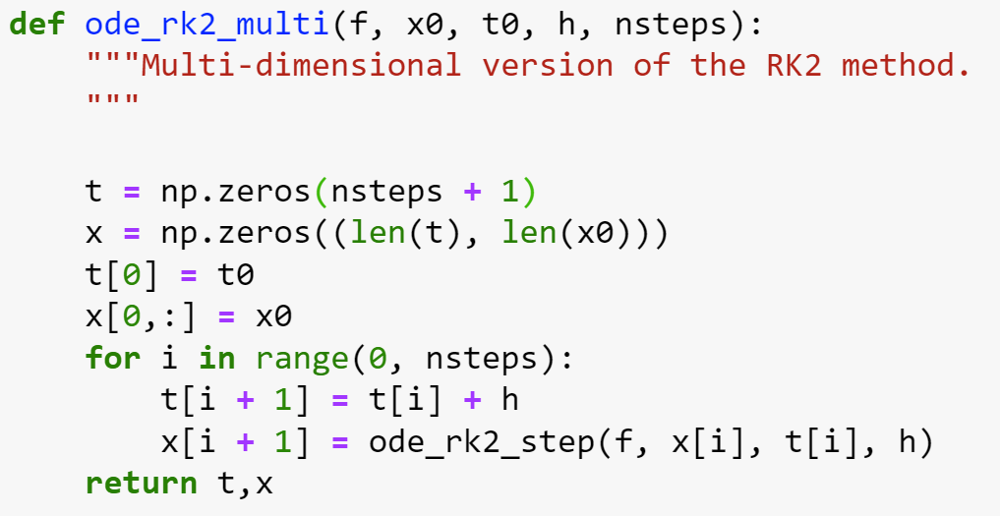 def ode_rk2_multi(f, x0, t0, h, nsteps):
    """Multi-dimensional version of the RK2 method.
    """
    t = np.zeros(nsteps + 1)
    x = np.zeros((len(t), len(x0)))
    t[0] = t0
    x[0,:] = x0
    for i in range(0, nsteps):
        t[i + 1] = t[i] + h
        x[i + 1] = ode_rk2_step(f, x[i], t[i], h)
    return t,x